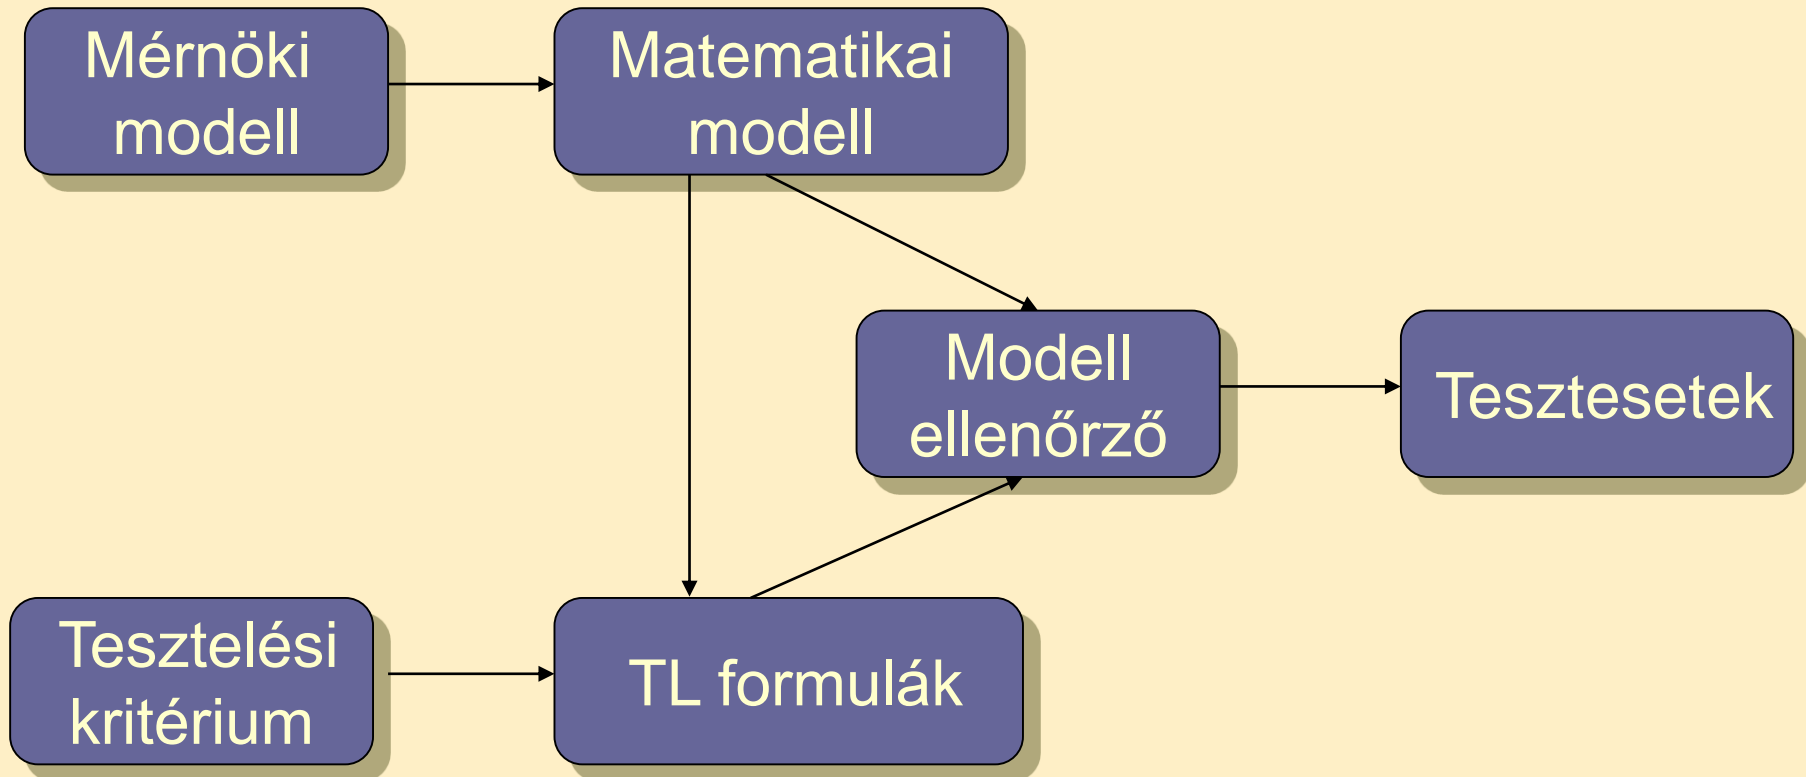 Mérnöki
modell
Matematikai
modell
Modell
ellenőrző
Tesztesetek
Tesztelési
kritérium
TL formulák